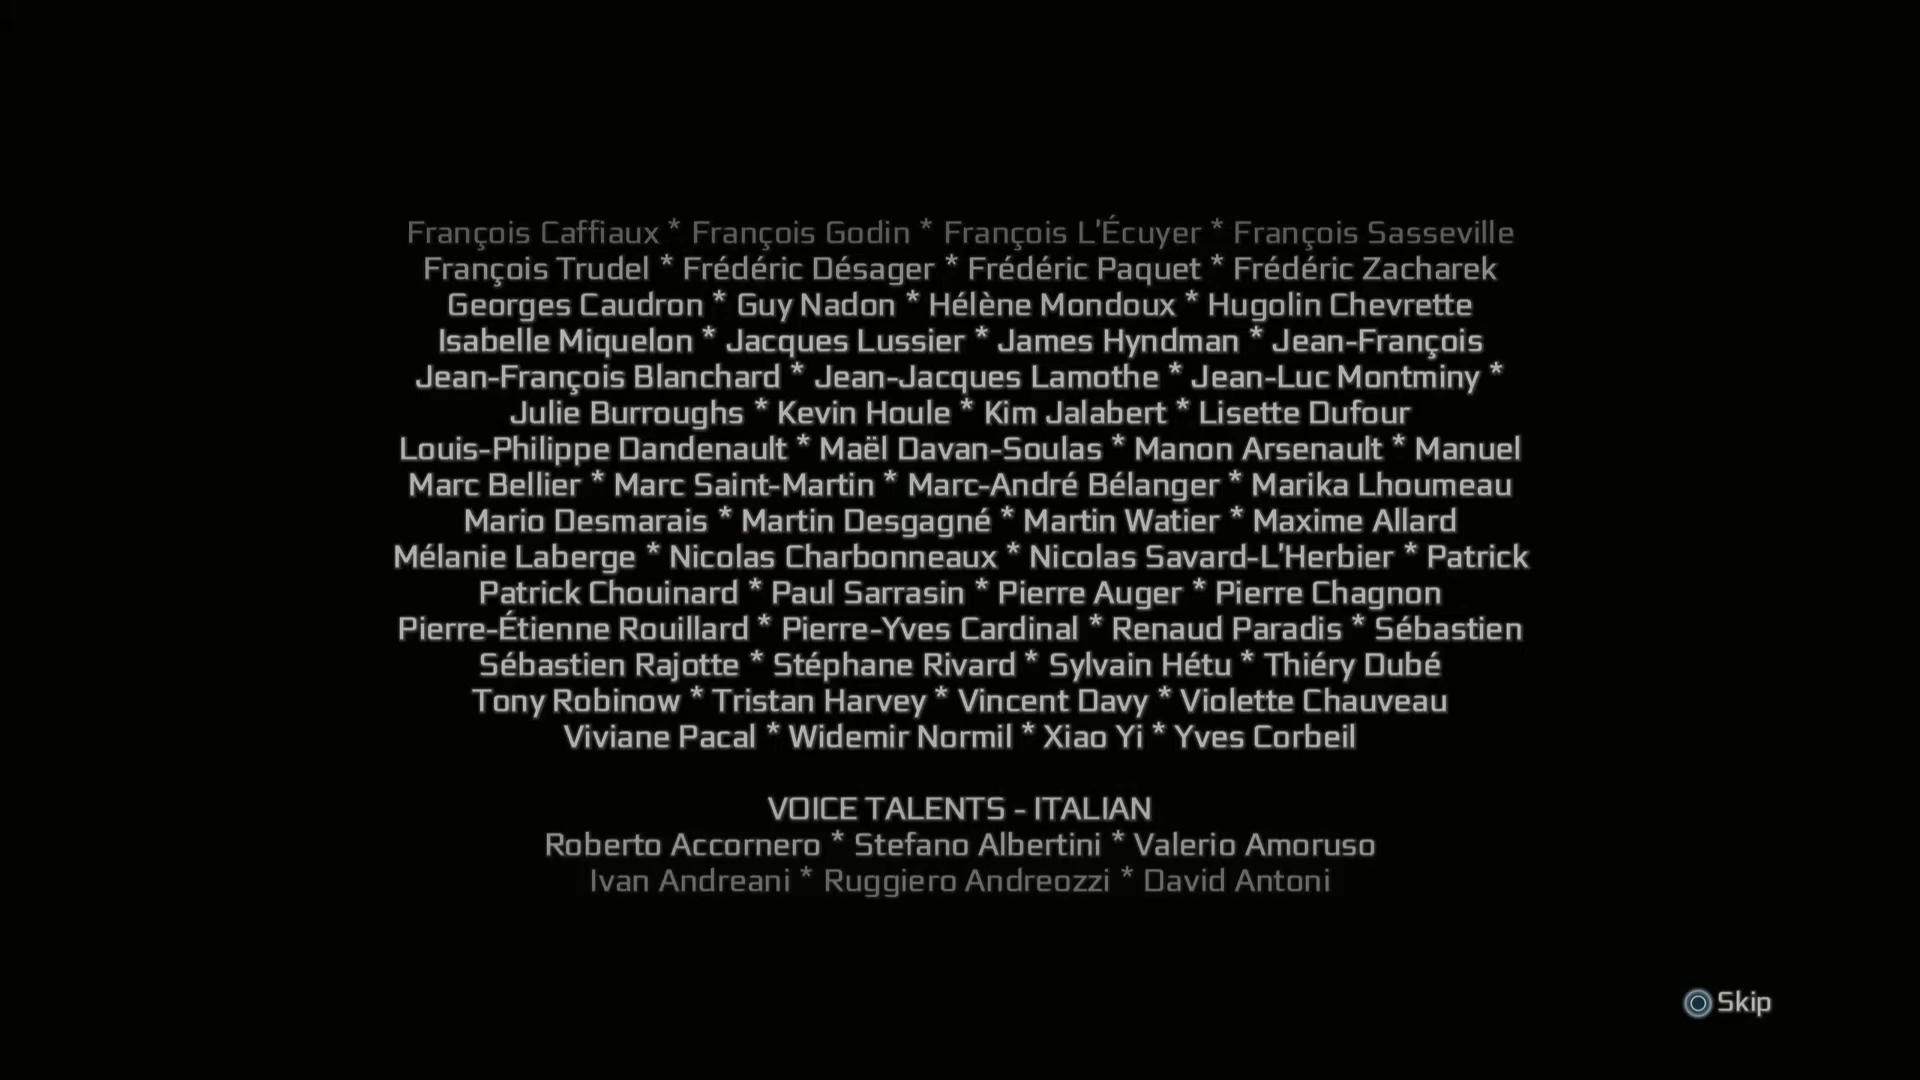 François Caffiaux * François Godin * François L'Écuyer * François Sasseville
François Trudel * Frédéric Désager * Frédéric Paquet * Frédéric Zacharek
Georges Caudron * Guy Nadon * Hélène Mondoux * Hugolin Chevrette
Isabelle Miquelon * Jacques Lussier * James Hyndman * Jean-François
Jean-François Blanchard * Jean-Jacques Lamothe * Jean-Luc Montminy *
Julie Burroughs * Kevin Houle * Kim Jalabert * Lisette Dufour
Louis-Philippe Dandenault * Maël Davan-Soulas * Manon Arsenault * Manuel
Marc Bellier * Marc Saint-Martin * Marc-André Bélanger * Marika Lhoumeau
Mario Desmarais * Martin Desgagné * Martin Watier * Maxime Allard
Mélanie Laberge * Nicolas Charbonneaux * Nicolas Savard-L'Herbier * Patrick
Patrick Chouinard * Paul Sarrasin * Pierre Auger * Pierre Chagnon
Pierre-Étienne Rouillard * Pierre-Yves Cardinal * Renaud Paradis * Sébastien
Sébastien Rajotte * Stéphane Rivard * Sylvain Hétu * Thiéry Dubé
Tony Robinow * Tristan Harvey * Vincent Davy * Violette Chauveau
Viviane Pacal * Widemir Normil * Xiao Yi * Yves Corbeil
VOICE TALENTS - ITALIAN
Roberto Accornero * Stefano Albertini * Valerio Amoruso
Ivan Andreani * Ruggiero Andreozzi * David Antoni
Skip